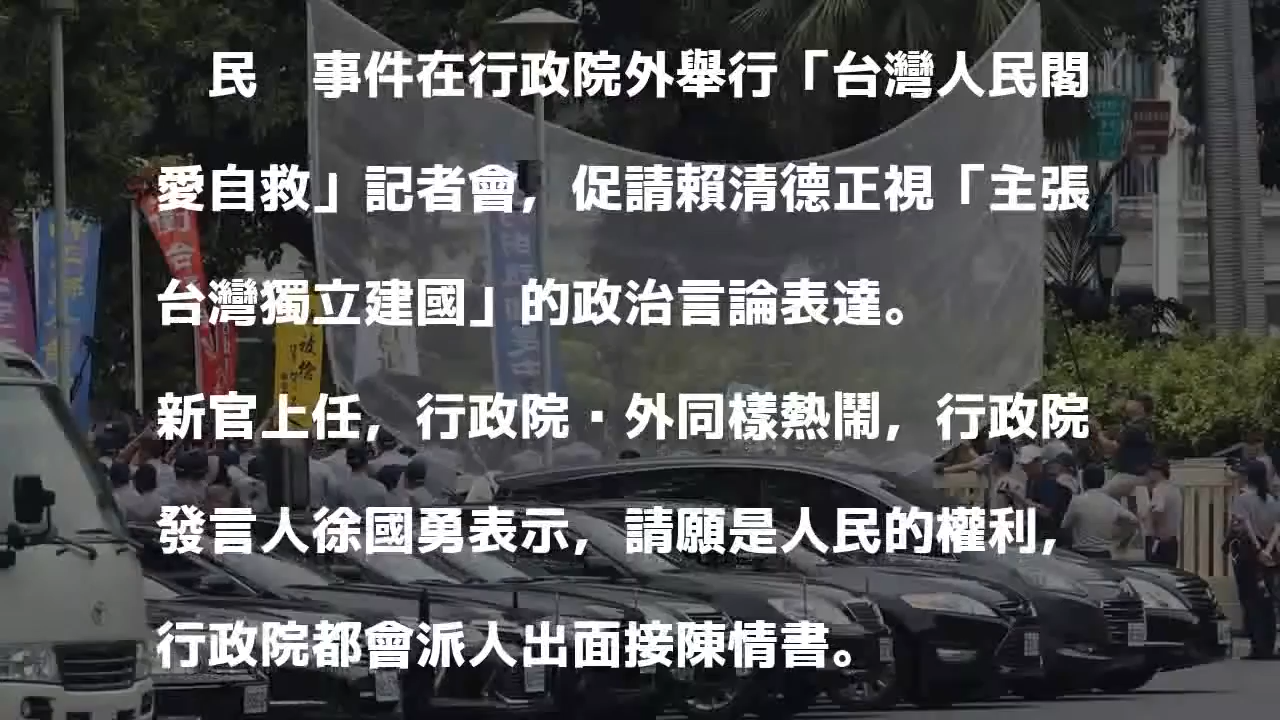 民 事件在行政院外舉行「台灣人民閣
愛自救」記者會，促請賴清德正視「主張
台灣獨立建國」的政治言論表達。
新官上任，行政院·外同樣熱鬧，行政院
發言人徐國勇表示，請願是人民的權利，
行政院都會派人出面接陳情書。